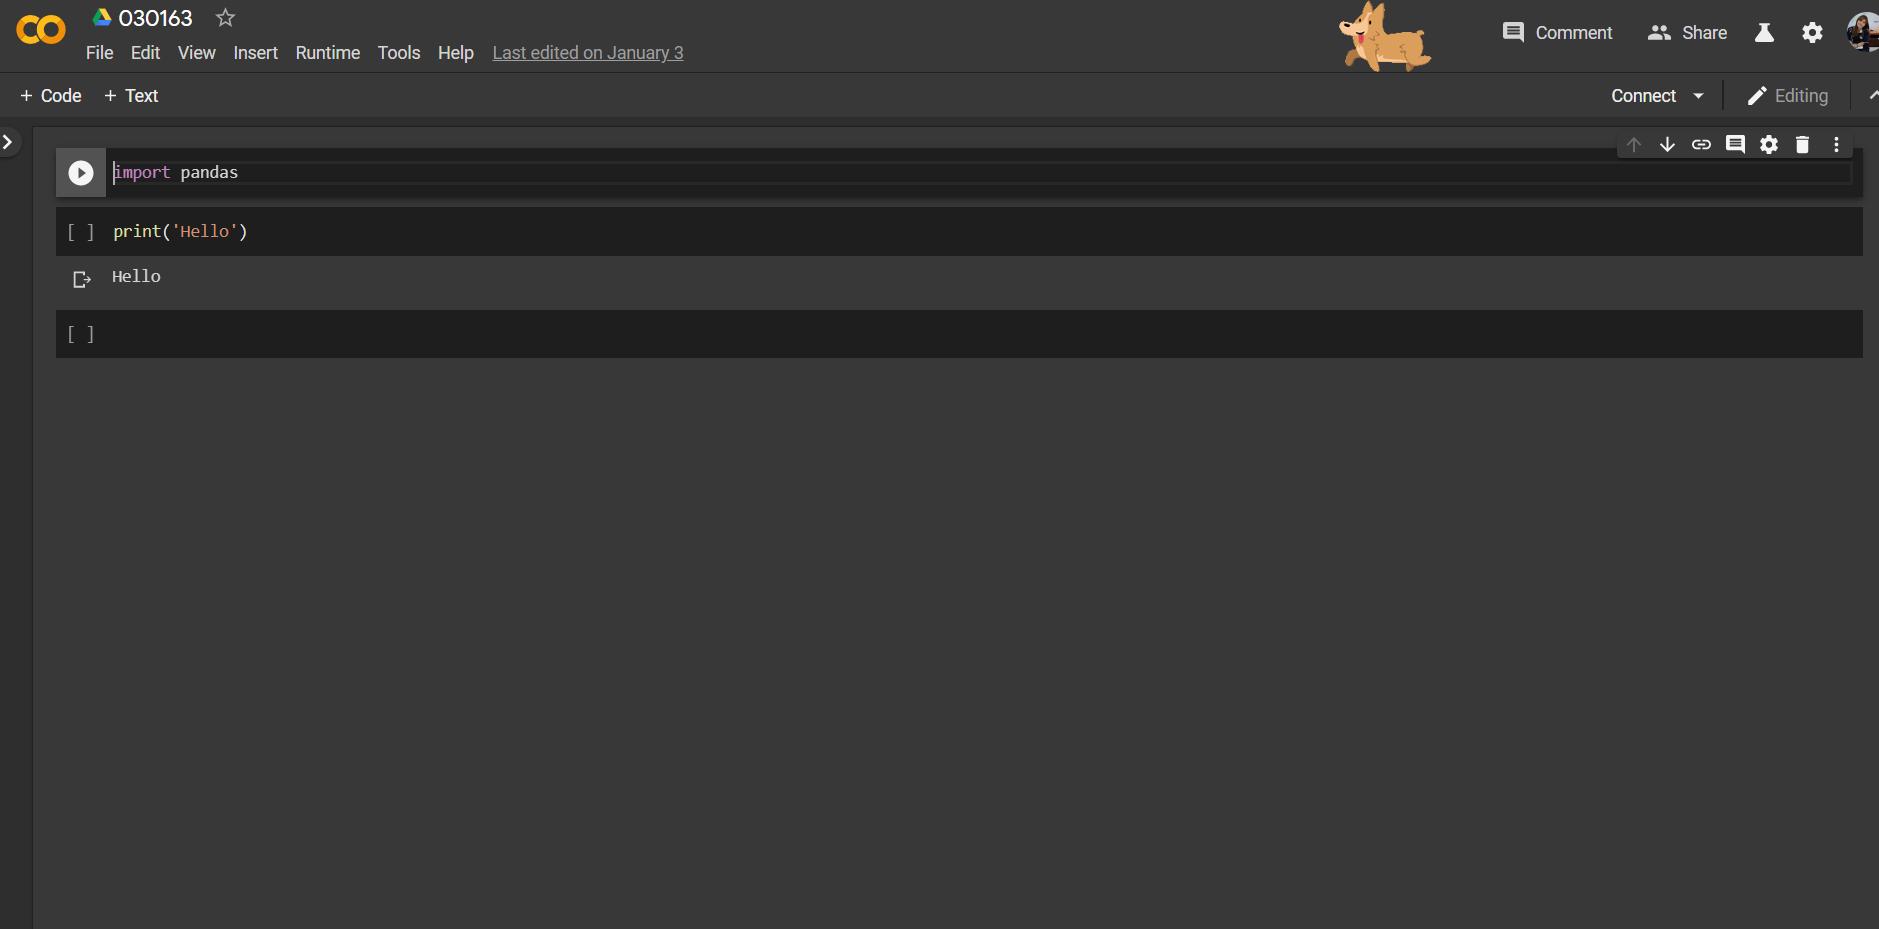 030163
File Edit View Insert Runtime Tools Help Last edited on January 3
Comment Share
+ Code + Text
Connect Editing
import pandas
[ ] print('Hello')
Hello
[ ]